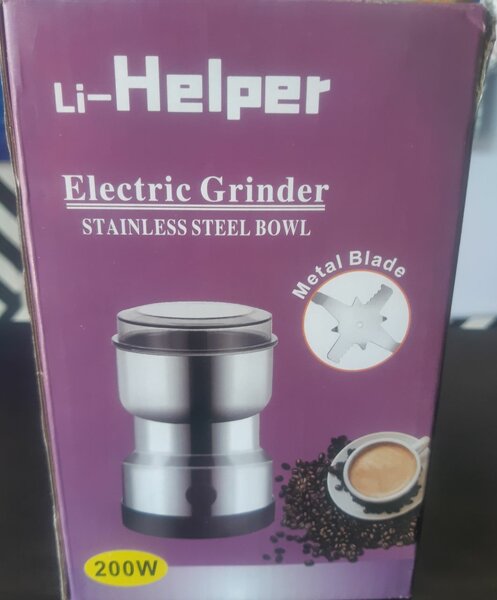 Li-Helper
Electric Grinder
STAINLESS STEEL BOWL
Metal Blade
200W